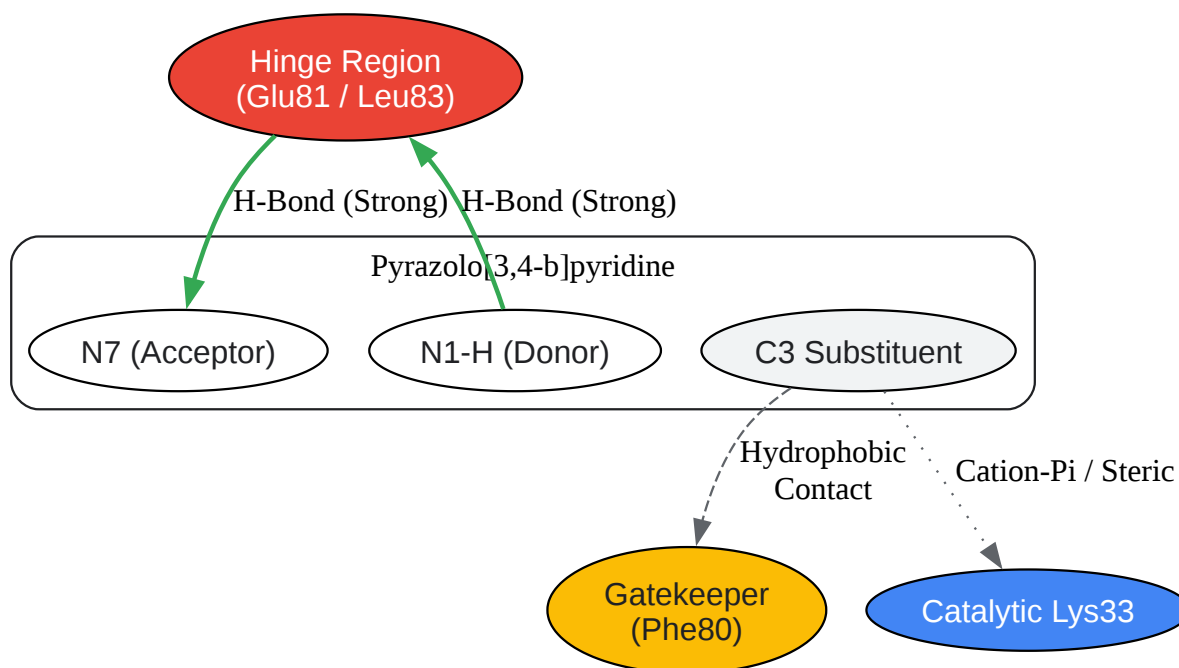 Hinge Region
(Glu81 / Leu83)
H-Bond (Strong)
H-Bond (Strong)
Pyrazolo[3,4-b]pyridine
N7 (Acceptor)
N1-H (Donor)
C3 Substituent
Hydrophobic
Contact
Cation-Pi / Steric
Gatekeeper
(Phe80)
Catalytic Lys33